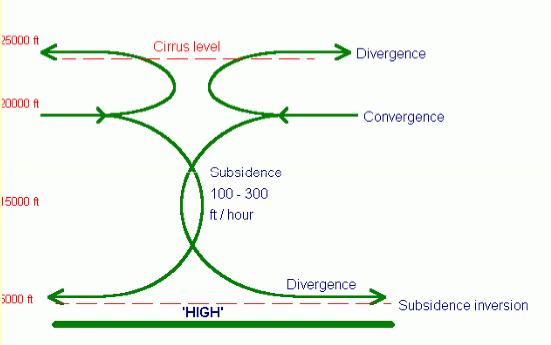 25000 ft
Cirrus level
Divergence
20000 ft
Convergence
Subsidence
100 - 300
ft / hour
15000 ft
Divergence
5000 ft
Subsidence inversion
'HIGH'